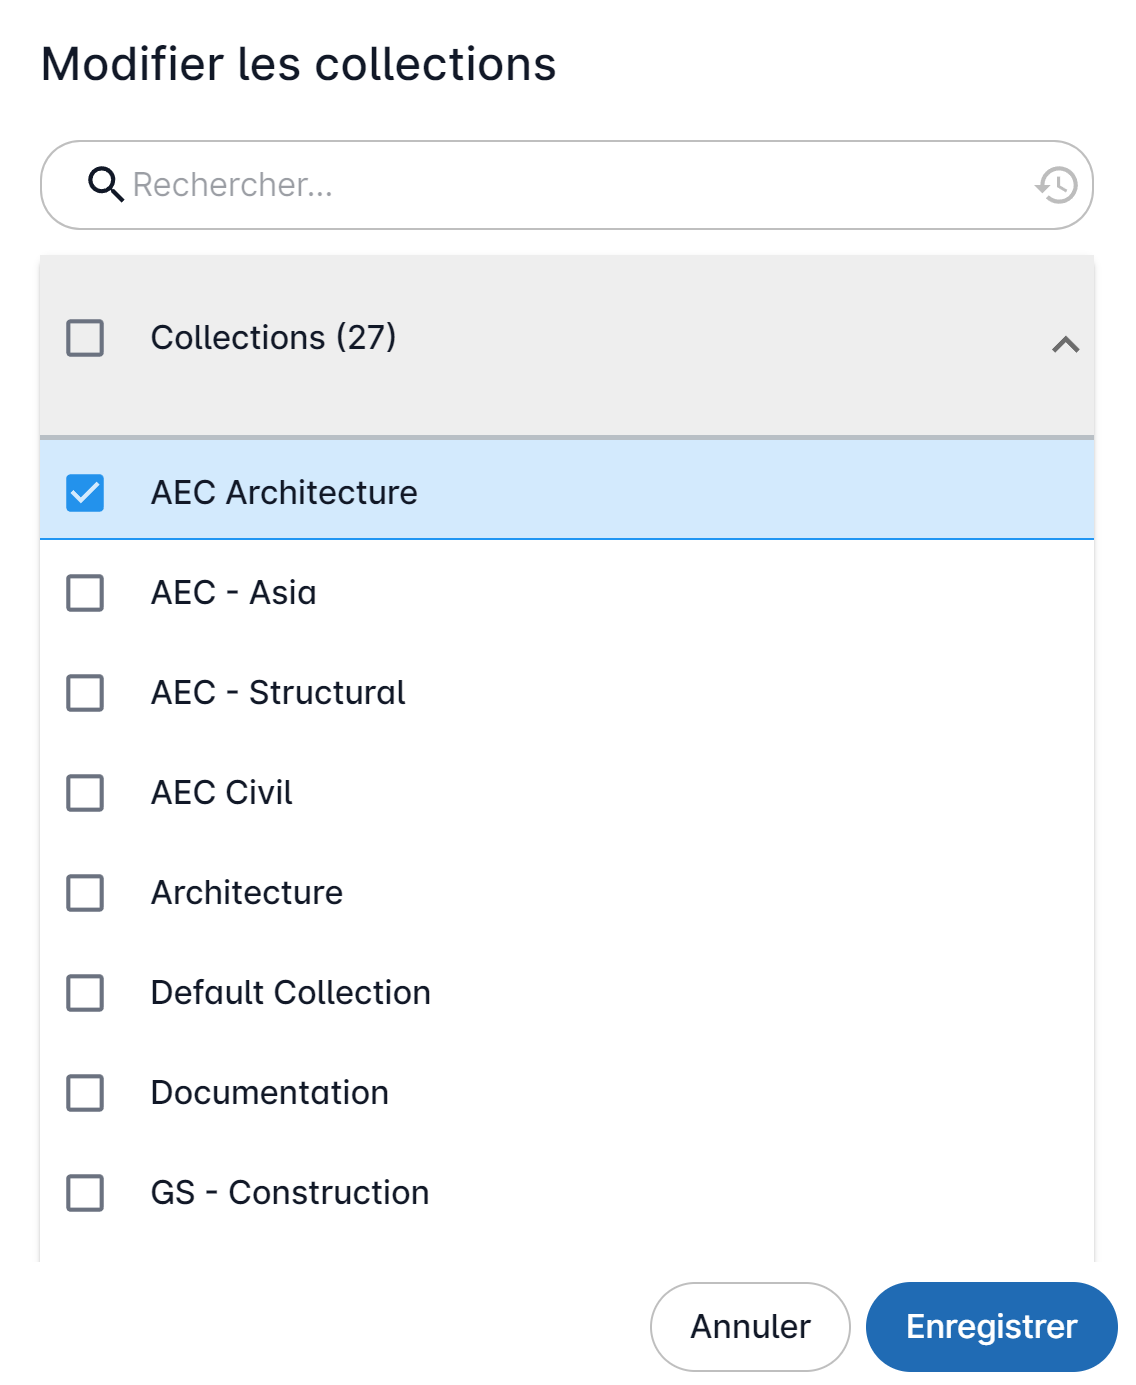 Modifier les collections
Rechercher...
Collections (27)
AEC Architecture
AEC - Asia
AEC - Structural
AEC Civil
Architecture
Default Collection
Documentation
GS - Construction
Annuler
Enregistrer